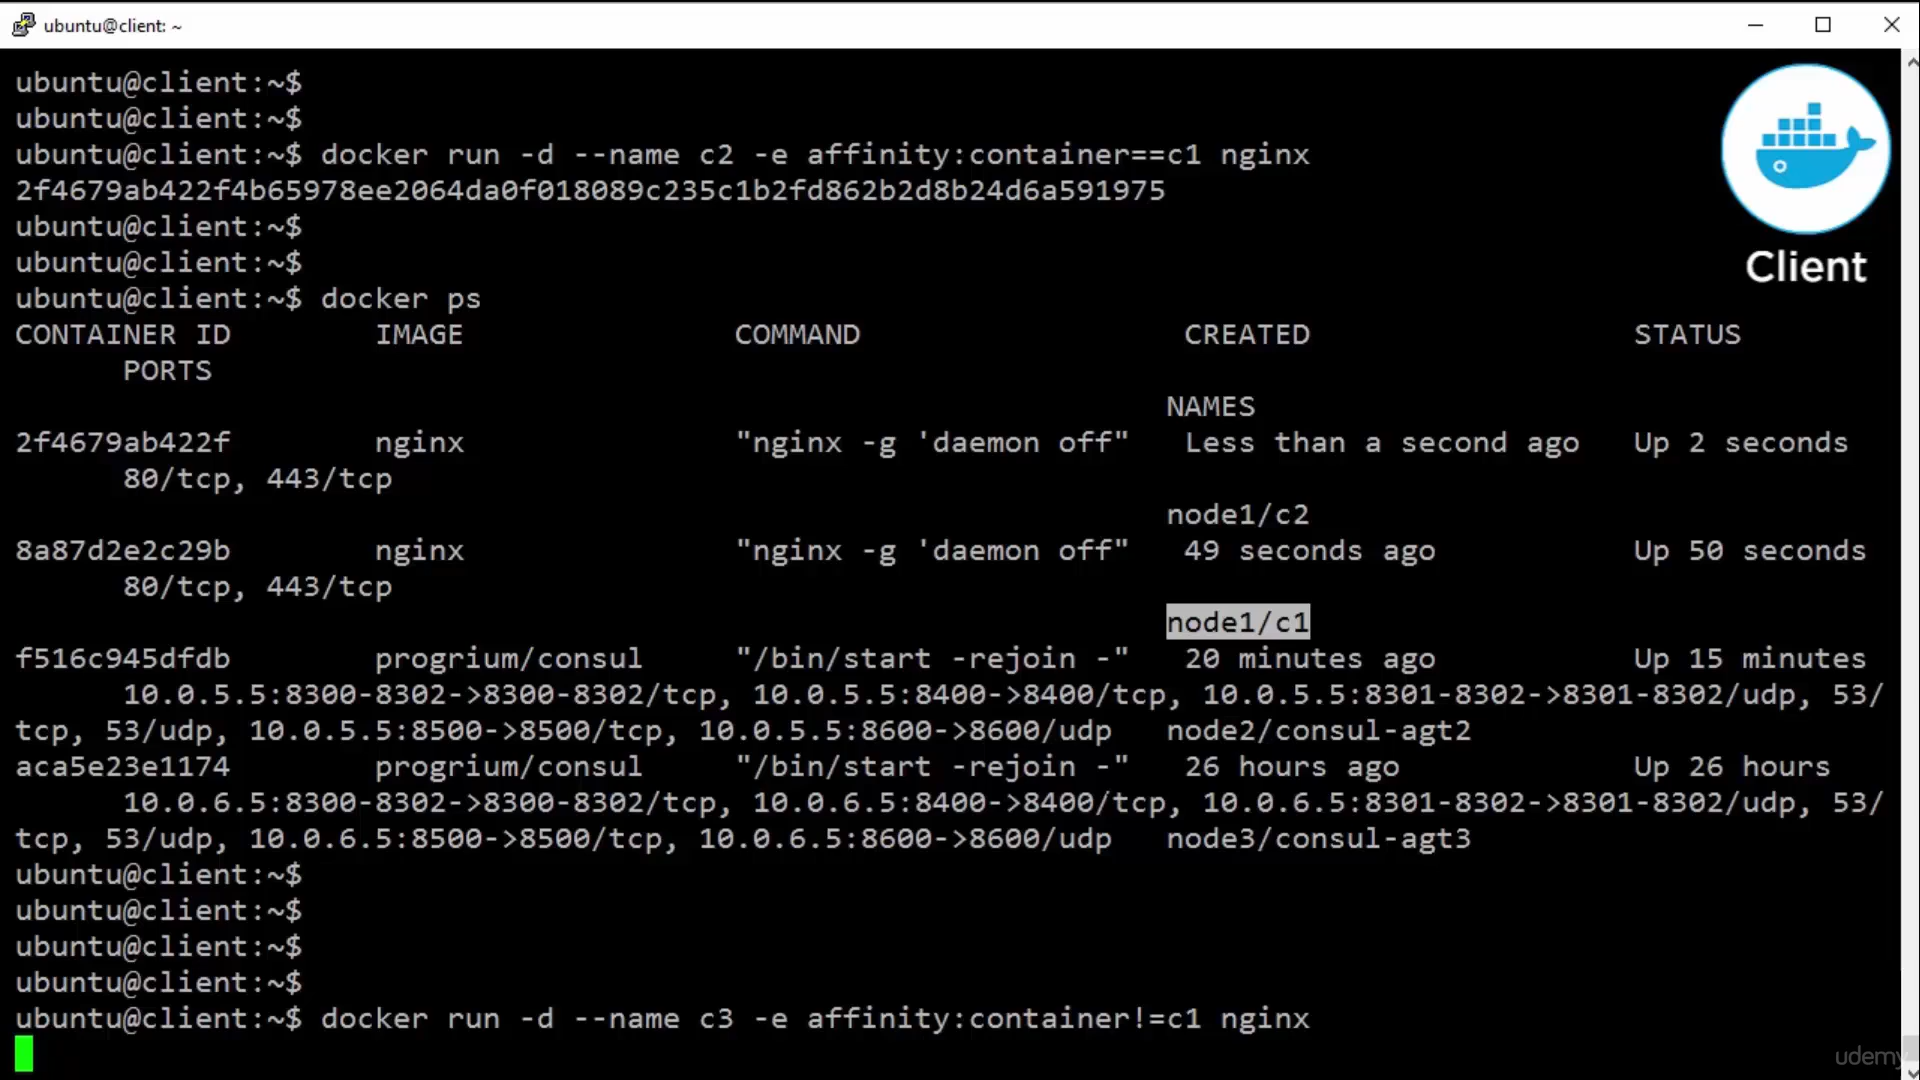 ubuntu@client: ~
ubuntu@client:~$
ubuntu@client:~$
ubuntu@client:~$ docker run -d --name c2 -e affinity:container==c1 nginx
2f4679ab422f4b65978ee2064da0f018089c235c1b2fd862b2d8b24d6a591975
ubuntu@client:~$
ubuntu@client:~$
Client
ubuntu@client:~$ docker ps
CONTAINER ID        IMAGE               COMMAND                  CREATED             STATUS
PORTS
NAMES
2f4679ab422f        nginx               "nginx -g 'daemon off"   Less than a second ago   Up 2 seconds
80/tcp, 443/tcp
node1/c2
8a87d2e2c29b        nginx               "nginx -g 'daemon off"   49 seconds ago           Up 50 seconds
80/tcp, 443/tcp
node1/c1
f516c945dfdb        progrium/consul     "/bin/start -rejoin -"   20 minutes ago           Up 15 minutes
10.0.5.5:8300-8302->8300-8302/tcp, 10.0.5.5:8400->8400/tcp, 10.0.5.5:8301-8302->8301-8302/udp, 53/
tcp, 53/udp, 10.0.5.5:8500->8500/tcp, 10.0.5.5:8600->8600/udp   node2/consul-agt2
aca5e23e1174        progrium/consul     "/bin/start -rejoin -"   26 hours ago             Up 26 hours
10.0.6.5:8300-8302->8300-8302/tcp, 10.0.6.5:8400->8400/tcp, 10.0.6.5:8301-8302->8301-8302/udp, 53/
tcp, 53/udp, 10.0.6.5:8500->8500/tcp, 10.0.6.5:8600->8600/udp   node3/consul-agt3
ubuntu@client:~$
ubuntu@client:~$
ubuntu@client:~$
ubuntu@client:~$
ubuntu@client:~$ docker run -d --name c3 -e affinity:container!=c1 nginx
udemy